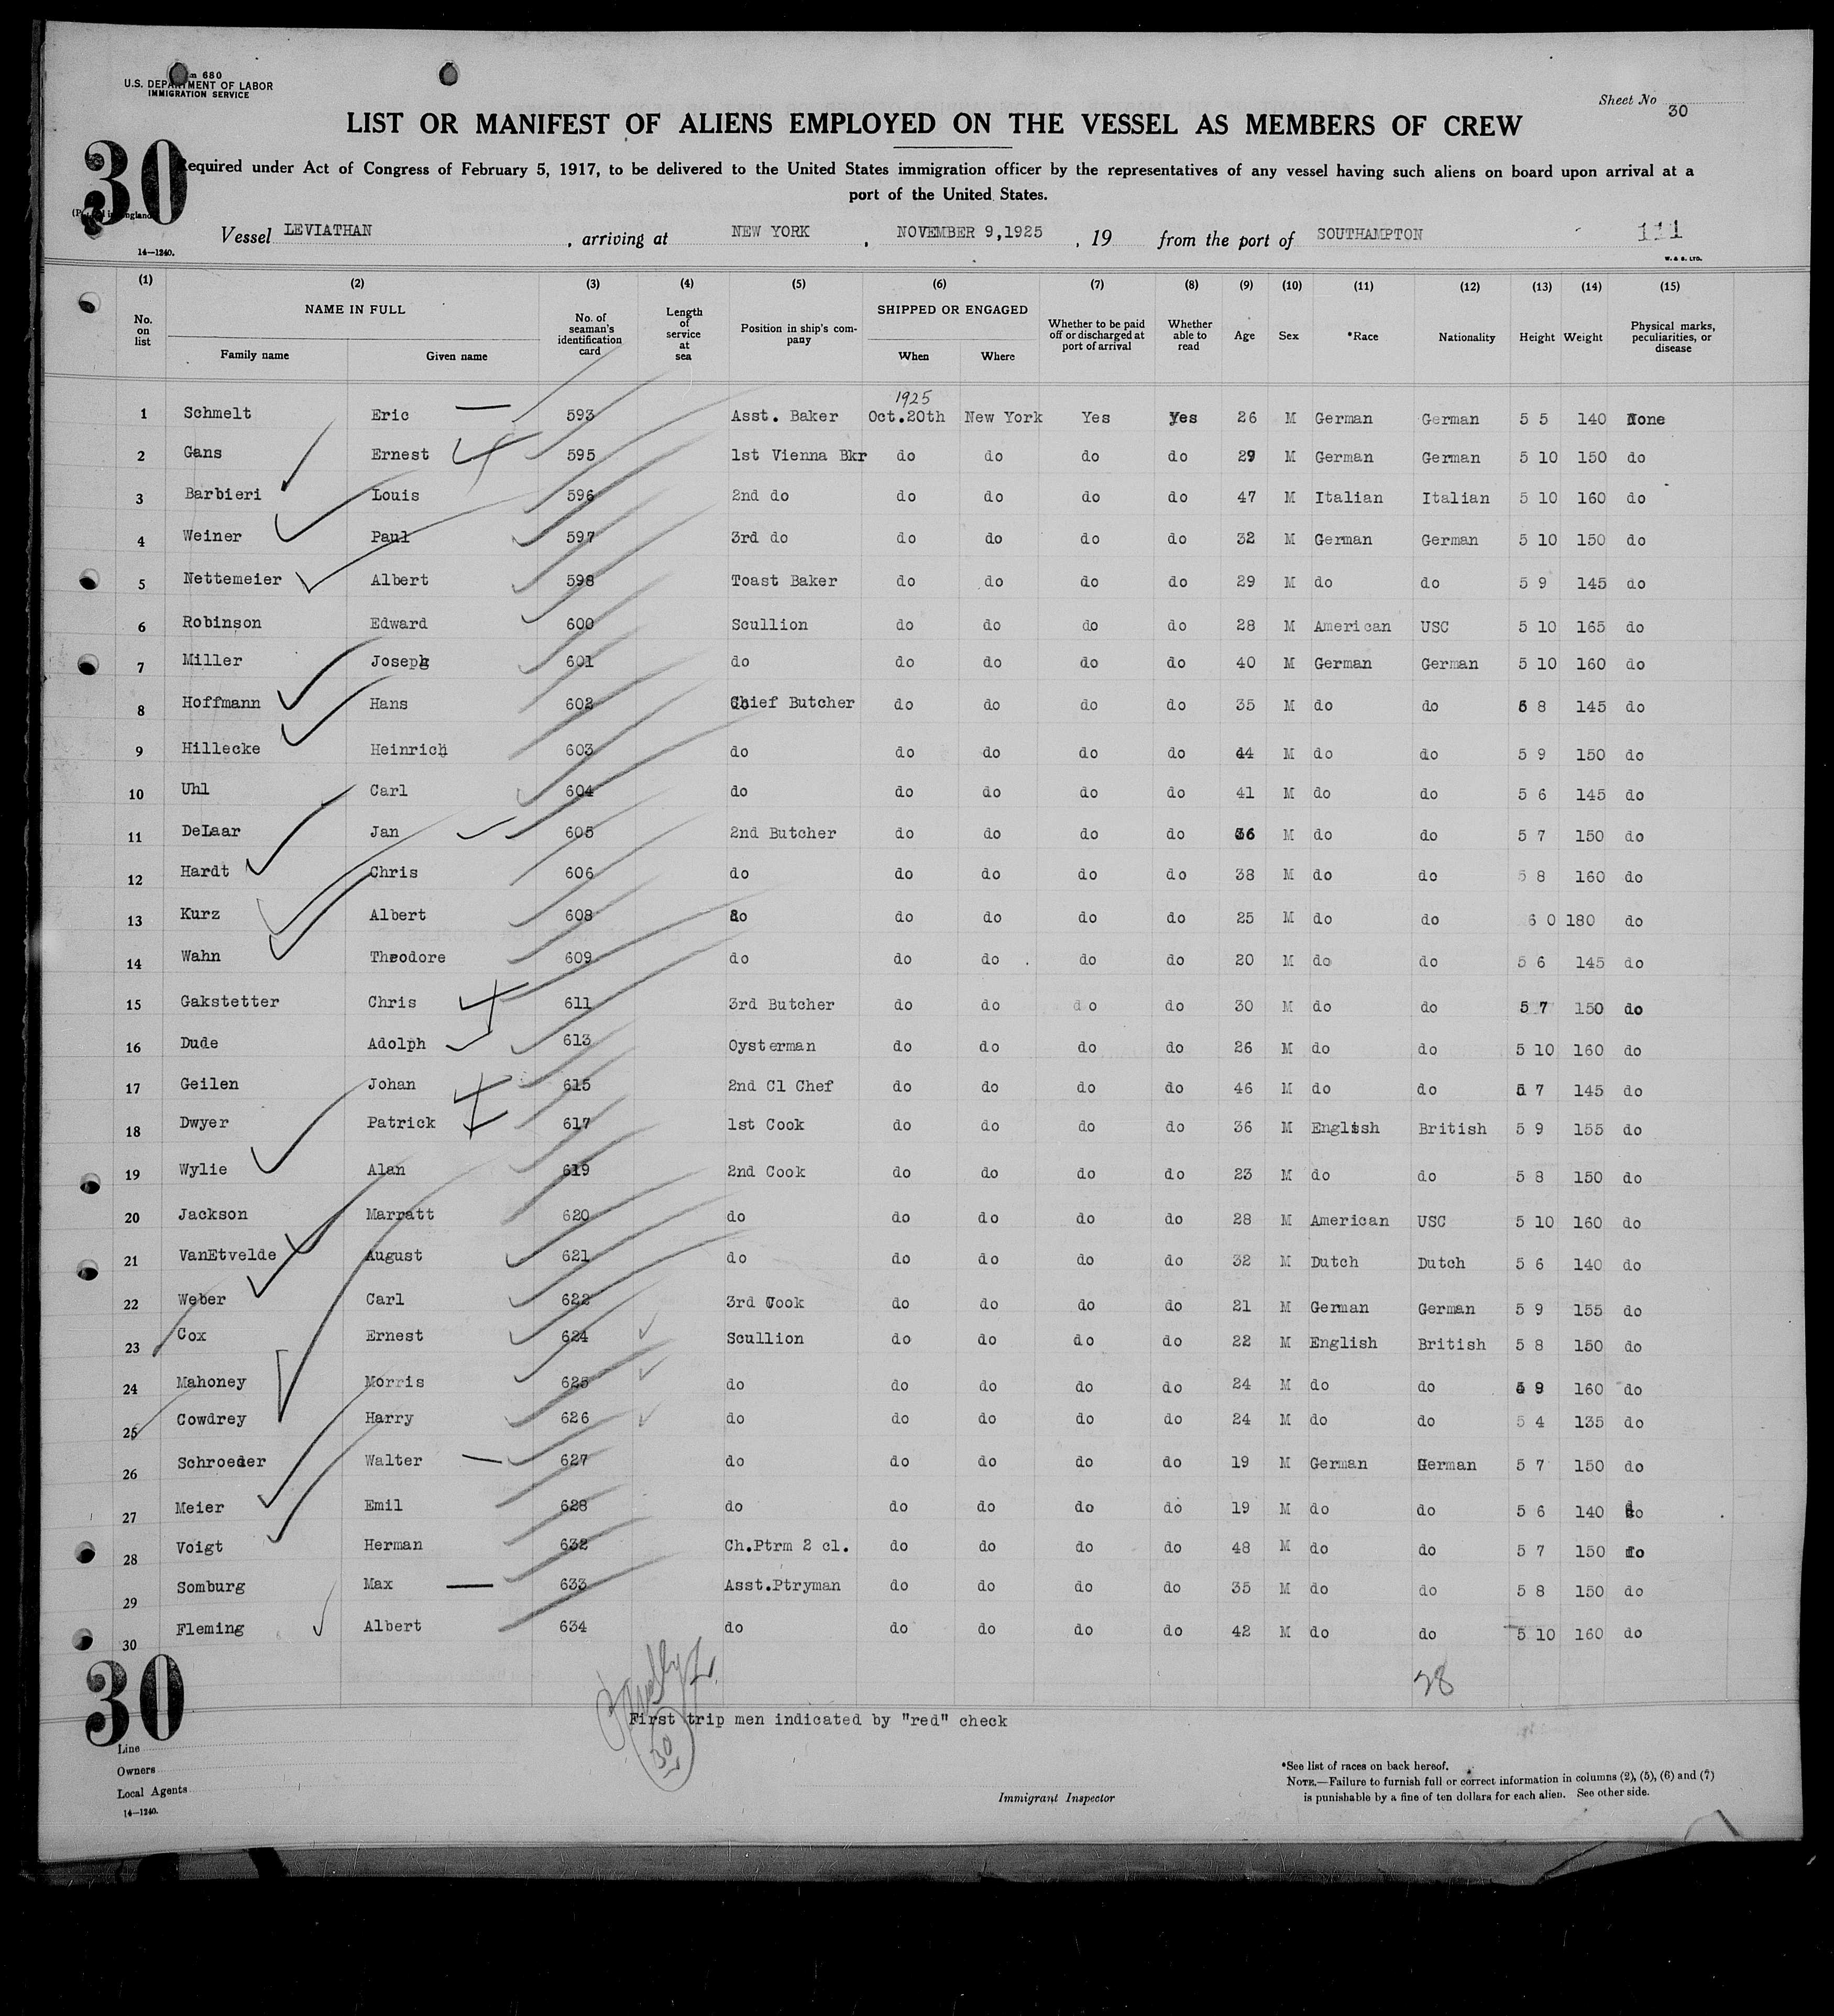 Form 680
U.S. DEPARTMENT OF LABOR
IMMIGRATION SERVICE
Sheet No 30
LIST OR MANIFEST OF ALIENS EMPLOYED ON THE VESSEL AS MEMBERS OF CREW
30
Required under Act of Congress of February 5, 1917, to be delivered to the United States immigration officer by the representatives of any vessel having such aliens on board upon arrival at a
port of the United States.
Vessel LEVIATHAN, arriving at NEW YORK, NOVEMBER 9,1925, 19 from the port of SOUTHAMPTON 111
14—1240. W. & S. LTD.
(1) (2) (3) (4) (5) (6) (7) (8) (9) (10) (11) (12) (13) (14) (15)
No. on list NAME IN FULL Family name Given name No. of seaman's identification card Length of service at sea Position in ship's company SHIPPED OR ENGAGED When Where Whether to be paid off or discharged at port of arrival Whether able to read Age Sex *Race Nationality Height Weight Physical marks, peculiarities, or disease
1925
1 Schmelt Eric 593 Asst. Baker Oct.20th New York Yes Yes 26 M German German 5 5 140 None
2 Gans Ernest 595 1st Vienna Bkr do do do do 29 M German German 5 10 150 do
3 Barbieri Louis 596 2nd do do do do do 47 M Italian Italian 5 10 160 do
4 Weiner Paul 597 3rd do do do do do 32 M German German 5 10 150 do
5 Nettemeier Albert 598 Toast Baker do do do do 29 M do do 5 9 145 do
6 Robinson Edward 600 Scullion do do do do 28 M American USC 5 10 165 do
7 Miller Joseph 601 do do do do do 40 M German German 5 10 160 do
8 Hoffmann Hans 602 Chief Butcher do do do do 35 M do do 5 8 145 do
9 Hillecke Heinrich 603 do do do do do 44 M do do 5 9 150 do
10 Uhl Carl 604 do do do do do 41 M do do 5 6 145 do
11 DeLaar Jan 605 2nd Butcher do do do do 36 M do do 5 7 150 do
12 Hardt Chris 606 do do do do do 38 M do do 5 8 160 do
13 Kurz Albert 608 do do do do do 25 M do do 6 0 180 do
14 Wahn Theodore 609 do do do do do 20 M do do 5 6 145 do
15 Gakstetter Chris 611 3rd Butcher do do do do 30 M do do 5 7 150 do
16 Dude Adolph 613 Oysterman do do do do 26 M do do 5 10 160 do
17 Geilen Johan 615 2nd Cl Chef do do do do 46 M do do 5 7 145 do
18 Dwyer Patrick 617 1st Cook do do do do 36 M English British 5 9 155 do
19 Wylie Alan 619 2nd Cook do do do do 23 M do do 5 8 150 do
20 Jackson Marratt 620 do do do do do 28 M American USC 5 10 160 do
21 VanEtvelde August 621 do do do do do 32 M Dutch Dutch 5 6 140 do
22 Weber Carl 622 3rd Cook do do do do 21 M German German 5 9 155 do
23 Cox Ernest 624 Scullion do do do do 22 M English British 5 8 150 do
24 Mahoney Morris 625 do do do do do 24 M do do 5 9 160 do
25 Cowdrey Harry 626 do do do do do 24 M do do 5 4 135 do
26 Schroeder Walter 627 do do do do do 19 M German German 5 7 150 do
27 Meier Emil 628 do do do do do 19 M do do 5 6 140 do
28 Voigt Herman 632 Ch.Ptrm 2 cl. do do do do 48 M do do 5 7 150 do
29 Somburg Max 633 Asst.Ptryman do do do do 35 M do do 5 8 150 do
30 Fleming Albert 634 do do do do do 42 M do do 5 10 160 do
28
30
First trip men indicated by "red" check
30
Line
Owners
Local Agents
14—1240.
Immigrant Inspector
*See list of races on back hereof.
NOTE.—Failure to furnish full or correct information in columns (2), (5), (6) and (7)
is punishable by a fine of ten dollars for each alien. See other side.